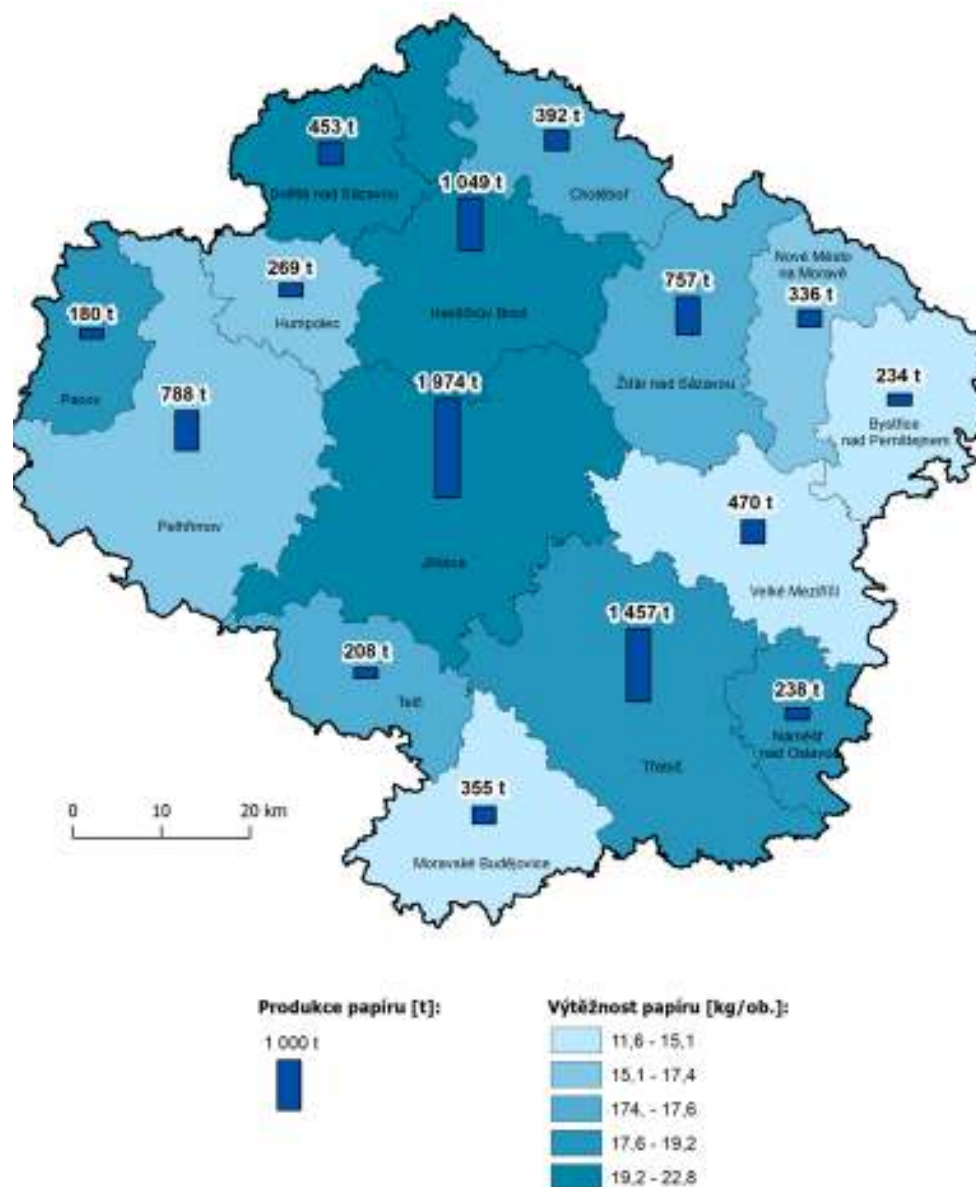 392 t
453 t
Chotěboř
Světlá nad Sázavou
1 049 t
Nové Město
na Moravě
269 t
757 t
336 t
Havlíčkův Brod
180 t
Humpolec
1 974 t
234 t
Žďár nad Sázavou
788 t
Pacov
Bystřice
nad Pernštejnem
470 t
Pelhřimov
Jihlava
Velké Meziříčí
1 457 t
208 t
238 t
Telč
Náměšť
nad Oslavou
Třebíč
355 t
0 10 20 km
Moravské Budějovice
Produkce papíru [t]:
1 000 t
Výtěžnost papíru [kg/ob.]:
11,6 - 15,1
15,1 - 17,4
174, - 17,6
17,6 - 19,2
19,2 - 22,8